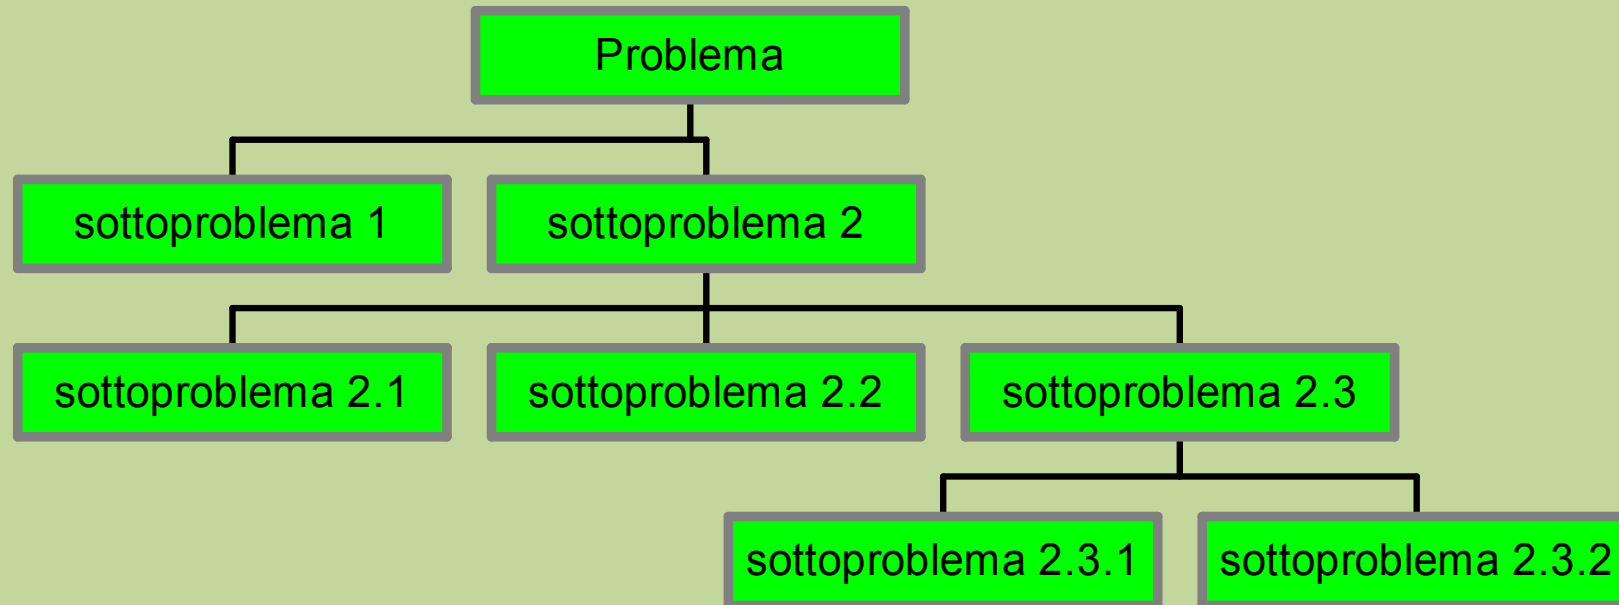 Problema
sottoproblema 1
sottoproblema 2
sottoproblema 2.1
sottoproblema 2.2
sottoproblema 2.3
sottoproblema 2.3.1
sottoproblema 2.3.2